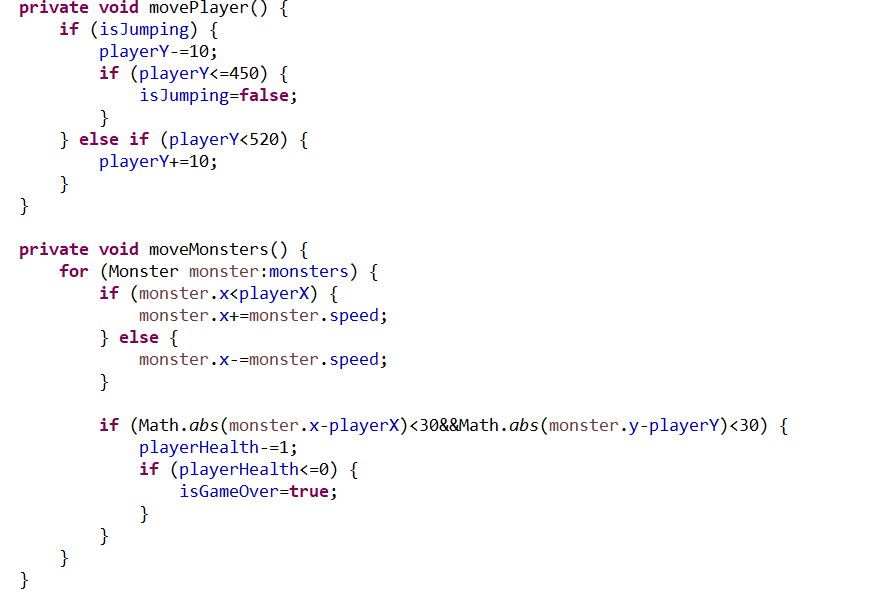 private void movePlayer() {
    if (isJumping) {
        playerY-=10;
        if (playerY<=450) {
            isJumping=false;
        }
    } else if (playerY<520) {
        playerY+=10;
    }
}

private void moveMonsters() {
    for (Monster monster:monsters) {
        if (monster.x<playerX) {
            monster.x+=monster.speed;
        } else {
            monster.x-=monster.speed;
        }

        if (Math.abs(monster.x-playerX)<30&&Math.abs(monster.y-playerY)<30) {
            playerHealth-=1;
            if (playerHealth<=0) {
                isGameOver=true;
            }
        }
    }
}